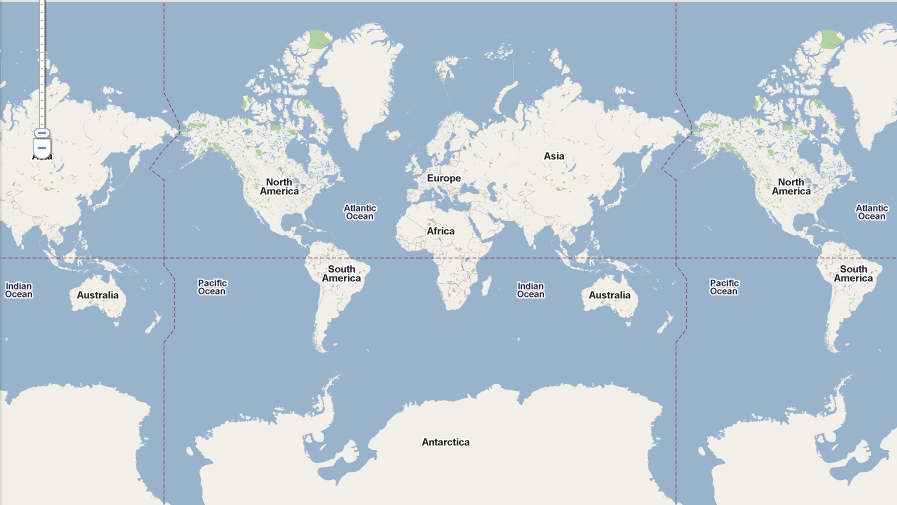 Asia
Asia
Europe
North
America
North
America
Atlantic
Ocean
Atlantic
Ocean
Africa
South
America
South
America
Indian
Ocean
Pacific
Ocean
Indian
Ocean
Pacific
Ocean
Australia
Australia
Antarctica